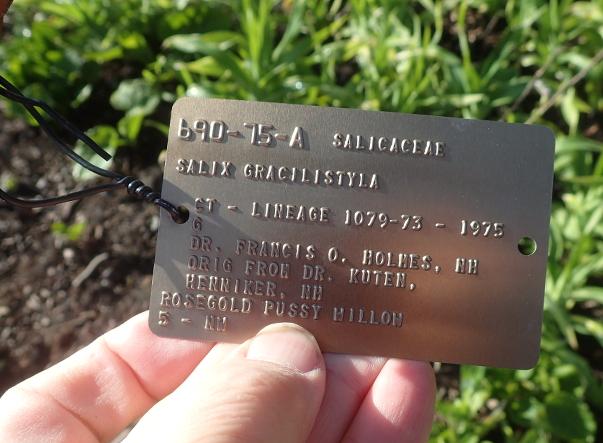 690-75-A SALICACEAE
SALIX GRACILISTYLA
CT - LINEAGE 1079-73 - 1975
G
DR. FRANCIS O. HOLMES, NH
ORIG FROM DR. KUTEN,
HENNIKER, NH
ROSEGOLD PUSSY WILLOW
5 - NW